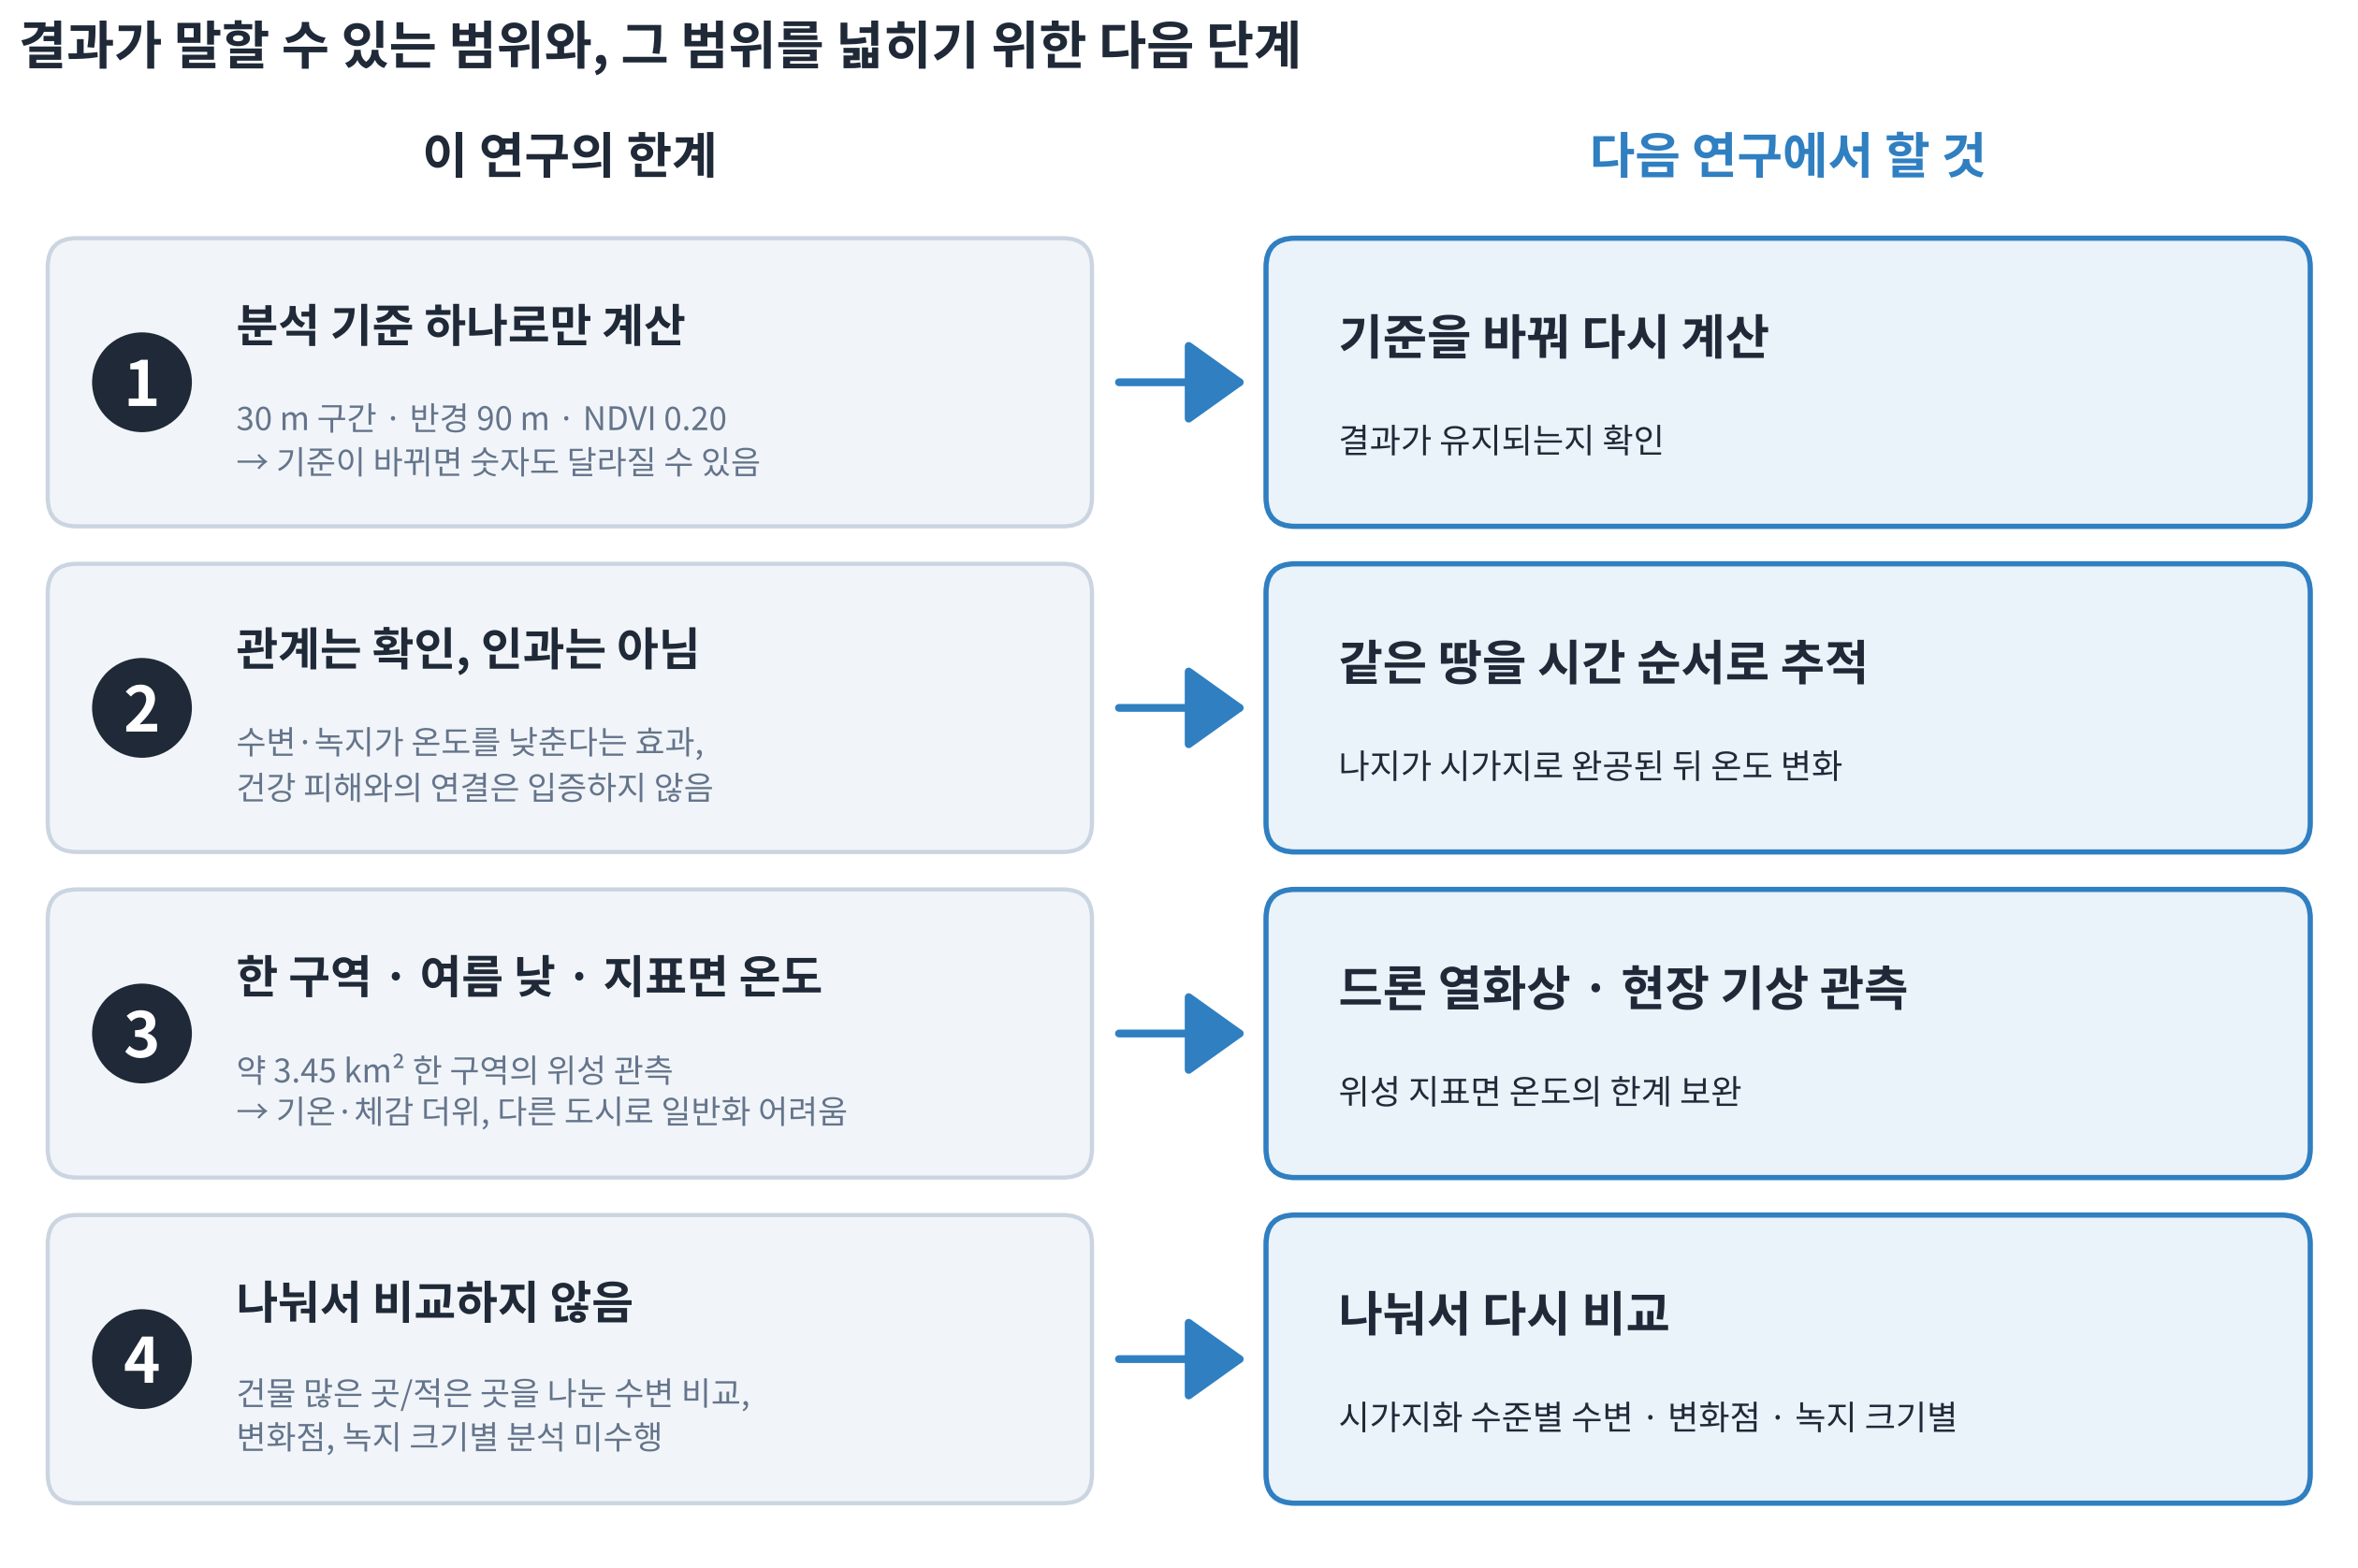 결과가 말할 수 있는 범위와, 그 범위를 넓히기 위한 다음 단계
이 연구의 한계
다음 연구에서 할 것
1
분석 기준 하나로만 계산
30 m 구간 · 반경 90 m · NDVI 0.20
→ 기준이 바뀌면 숫자도 달라질 수 있음
기준을 바꿔 다시 계산
결과가 유지되는지 확인
2
관계는 확인, 인과는 아님
수변·녹지가 온도를 낮춘다는 효과,
건강 피해와의 연결은 입증하지 않음
같은 땅을 시간 순서로 추적
나지가 시가지로 완공된 뒤 온도 변화
3
한 구역 · 여름 낮 · 지표면 온도
약 3.45 km² 한 구역의 위성 관측
→ 기온·체감 더위, 다른 도시로 일반화 어려움
드론 열화상 · 현장 기상 관측
위성 지표면 온도의 한계 보완
4
나눠서 비교하지 않음
건물 많은 곳/적은 곳을 나눈 수변 비교,
변화점, 녹지 크기별 분석 미수행
나눠서 다시 비교
시가지화 수준별 수변 · 변화점 · 녹지 크기별